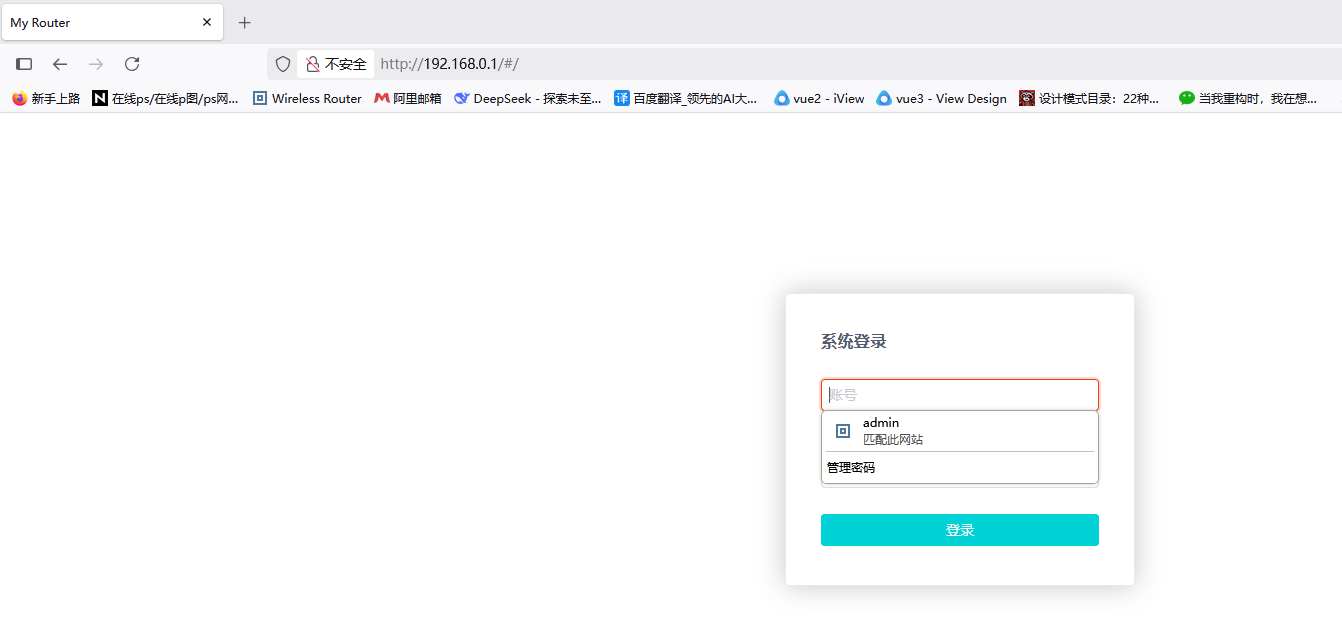 My Router
不安全 http://192.168.0.1/#/
新手上路 在线ps/在线p图/ps网... Wireless Router 阿里邮箱 DeepSeek - 探索未至... 译 百度翻译_领先的AI大... vue2 - iView vue3 - View Design 设计模式目录：22种... 当我重构时，我在想...
系统登录
账号
admin
匹配此网站
管理密码
登录